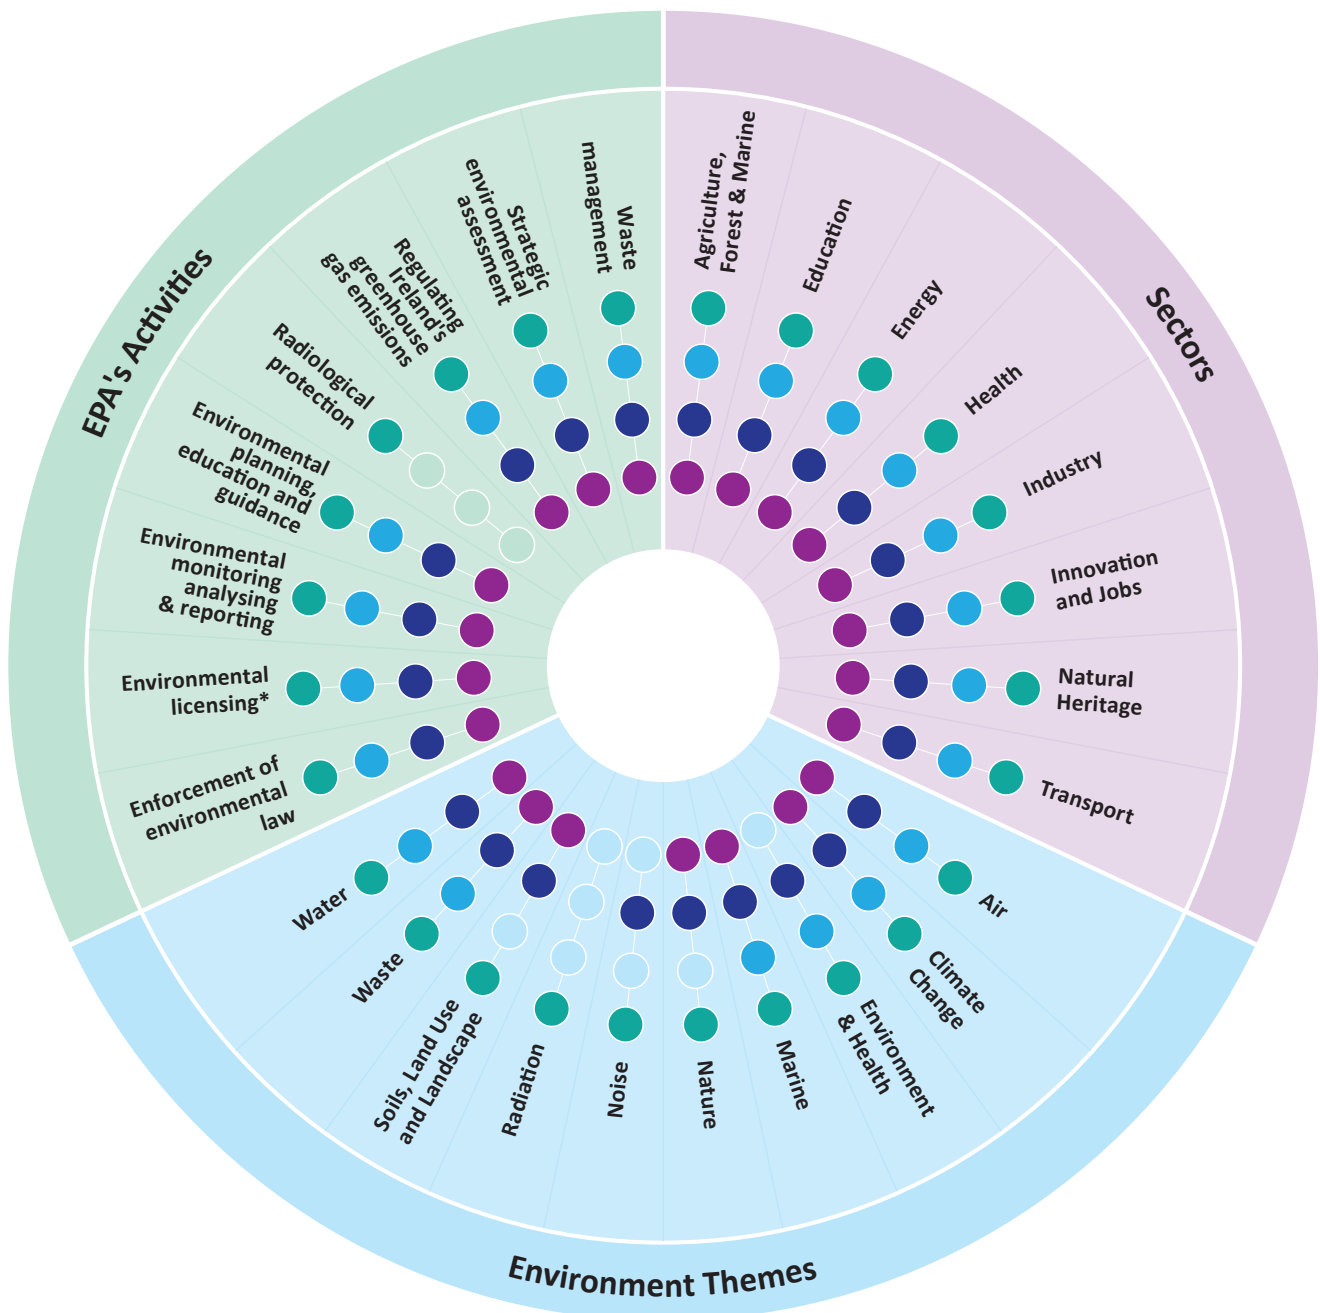 EPA's Activities
Sectors
Environment Themes
Agriculture,
Forest & Marine
Education
Energy
Health
Industry
Innovation
and Jobs
Natural
Heritage
Transport
Air
Climate
Change
Environment
& Health
Marine
Nature
Noise
Radiation
Soils, Land Use
and Landscape
Waste
Water
Enforcement of
environmental
law
Environmental
licensing*
Environmental
monitoring
analysing
& reporting
Environmental
planning,
education and
guidance
Radiological
protection
Regulating
Ireland's
greenhouse
gas emissions
Strategic
environmental
assessment
Waste
management